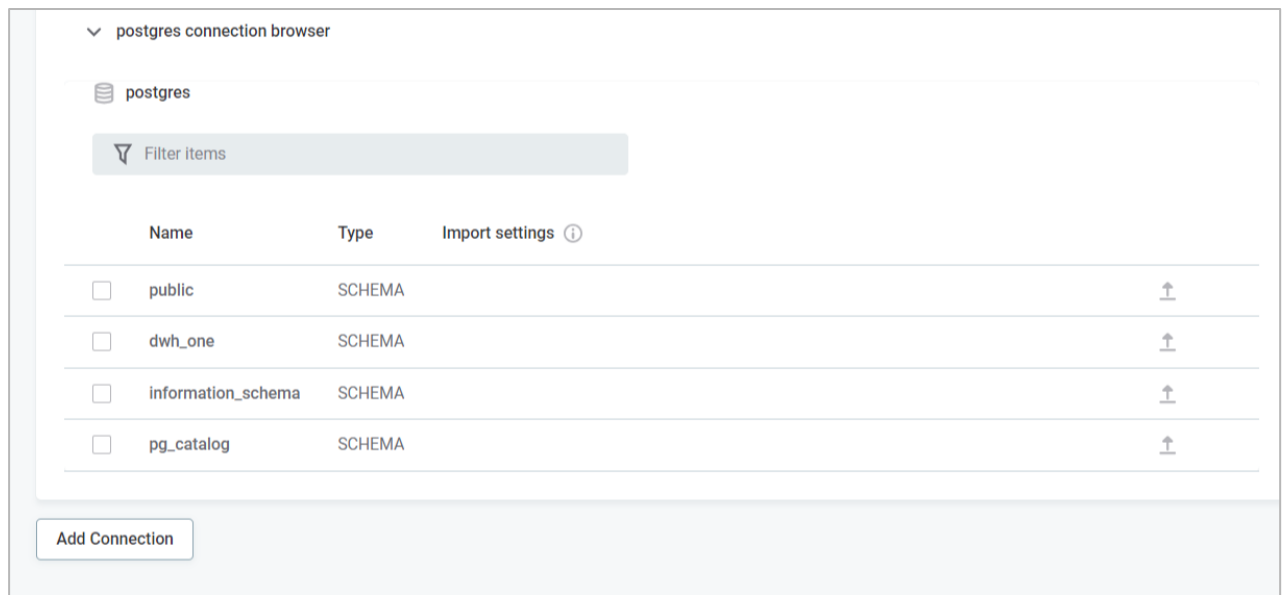 postgres connection browser
postgres
Filter items
Name Type Import settings
public SCHEMA
dwh_one SCHEMA
information_schema SCHEMA
pg_catalog SCHEMA
Add Connection